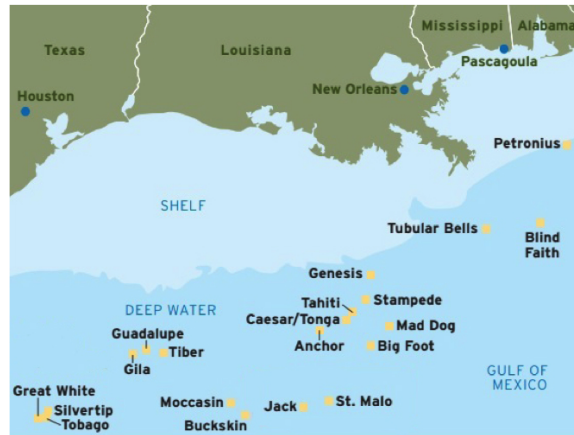 Mississippi
Alabama
Texas
Louisiana
Pascagoula
New Orleans
Houston
Petronius
SHELF
Tubular Bells
Blind
Faith
Genesis
Tahiti
Stampede
DEEP WATER
Caesar/Tonga
Mad Dog
Guadalupe
Anchor
Big Foot
Tiber
Gila
GULF OF
MEXICO
Great White
Silvertip
Tobago
Moccasin
Jack
St. Malo
Buckskin